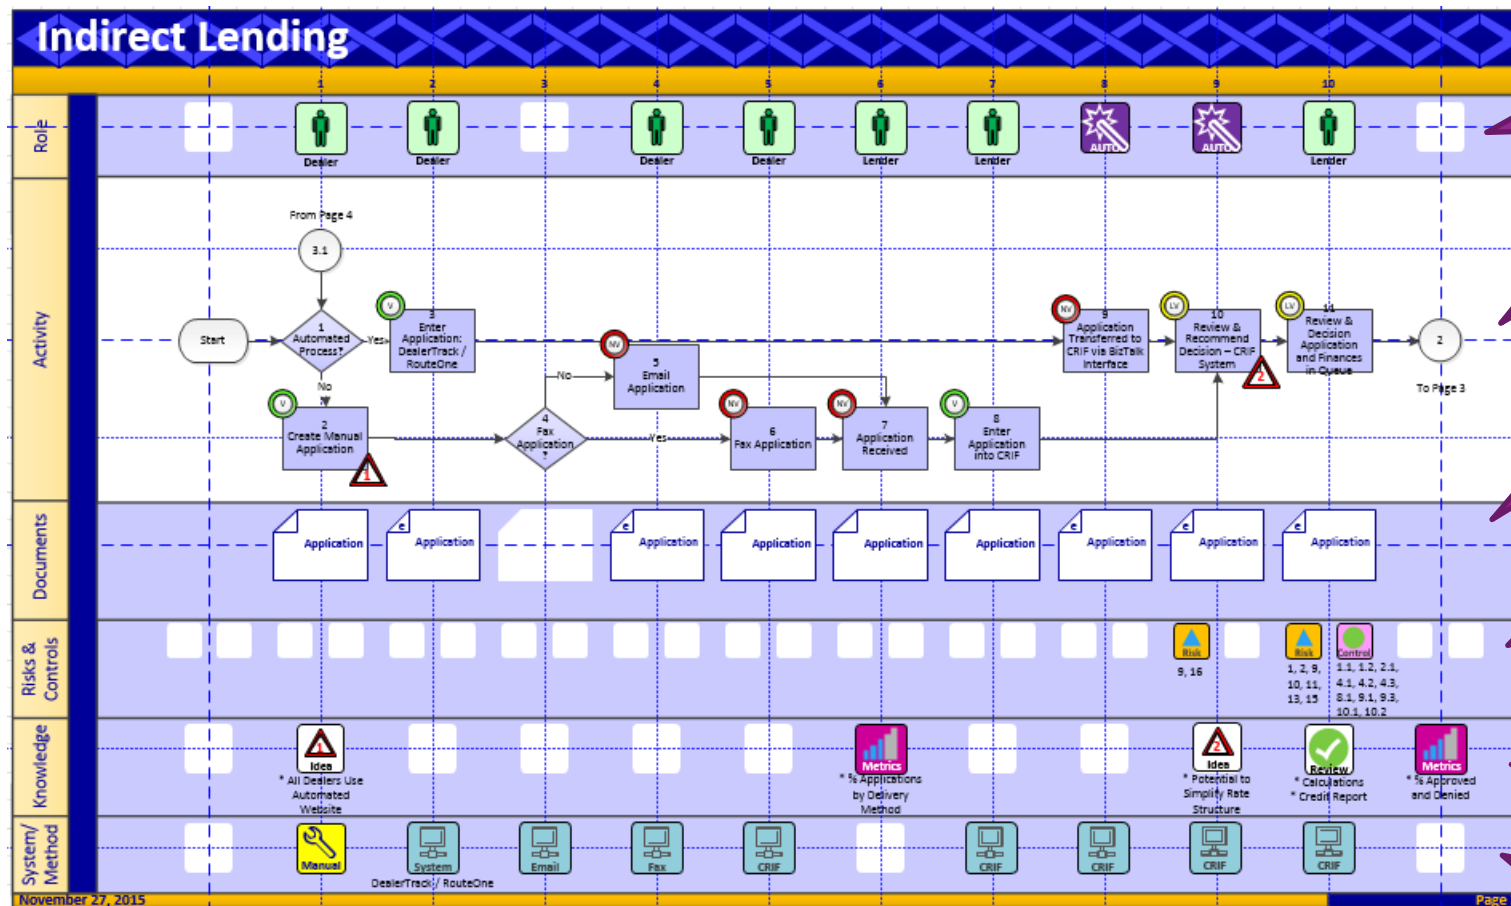 Indirect Lending
1 2 3 4 5 6 7 8 9 10
Role
Dealer
Dealer
Dealer
Dealer
Lender
Lender
AUTO
AUTO
Lender
Activity
From Page 4
3.1
Start
1
Automated
Process?
Yes
No
V
3
Enter
Application:
DealerTrack /
RouteOne
V
2
Create Manual
Application
1
4
Fax
Application
?
No
Yes
NV
5
Email
Application
NV
6
Fax Application
NV
7
Application
Received
V
8
Enter
Application
into CRIF
NV
9
Application
Transferred to
CRIF via BizTalk
Interface
LV
10
Review &
Recommend
Decision – CRIF
System
2
LV
11
Review &
Decision
Application
and Finances
in Queue
2
To Page 3
Documents
Application
e Application
e Application
Application
Application
Application
e Application
e Application
e Application
Risks &
Controls
Risk
9, 16
Risk
1, 2, 9,
10, 11,
13, 15
Control
1.1, 1.2, 2.1,
4.1, 4.2, 4.3,
8.1, 9.1, 9.3,
10.1, 10.2
Knowledge
1
Idea
* All Dealers Use
Automated
Website
Metrics
* % Applications
by Delivery
Method
2
Idea
* Potential to
Simplify Rate
Structure
Review
* Calculations
* Credit Report
Metrics
* % Approved
and Denied
System/
Method
Manual
System
DealerTrack / RouteOne
Email
Fax
CRIF
CRIF
CRIF
CRIF
CRIF
November 27, 2015
Page